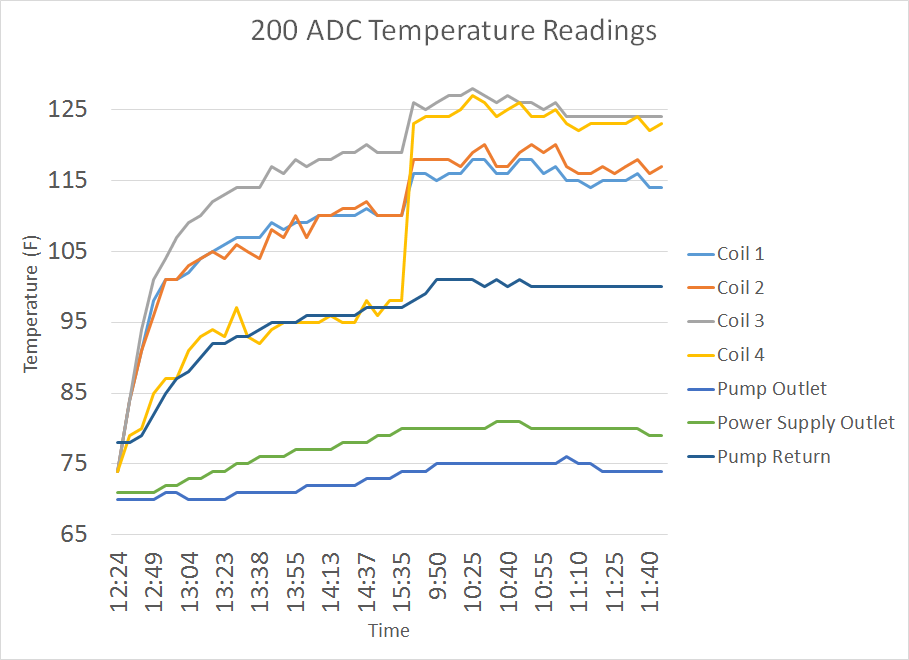 200 ADC Temperature Readings
125
115
105
95
85
75
65
Temperature (F)
12:24
12:49
13:04
13:23
13:38
13:55
14:13
14:37
15:35
9:50
10:25
10:40
10:55
11:10
11:25
11:40
Time
Coil 1
Coil 2
Coil 3
Coil 4
Pump Outlet
Power Supply Outlet
Pump Return